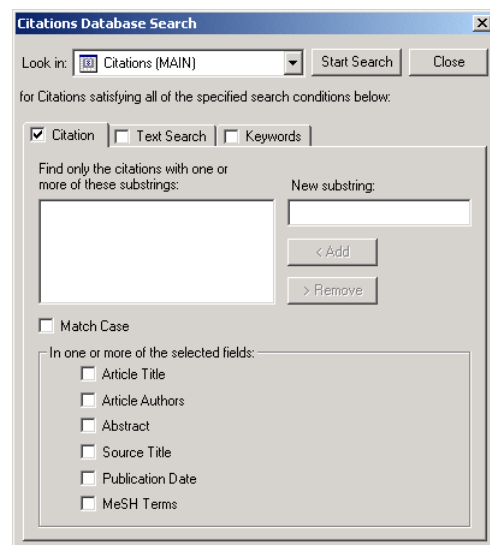 Citations Database Search
Look in: Citations (MAIN) Start Search Close
for Citations satisfying all of the specified search conditions below:
Citation Text Search Keywords
Find only the citations with one or
more of these substrings:
New substring:
< Add
> Remove
Match Case
In one or more of the selected fields:
Article Title
Article Authors
Abstract
Source Title
Publication Date
MeSH Terms